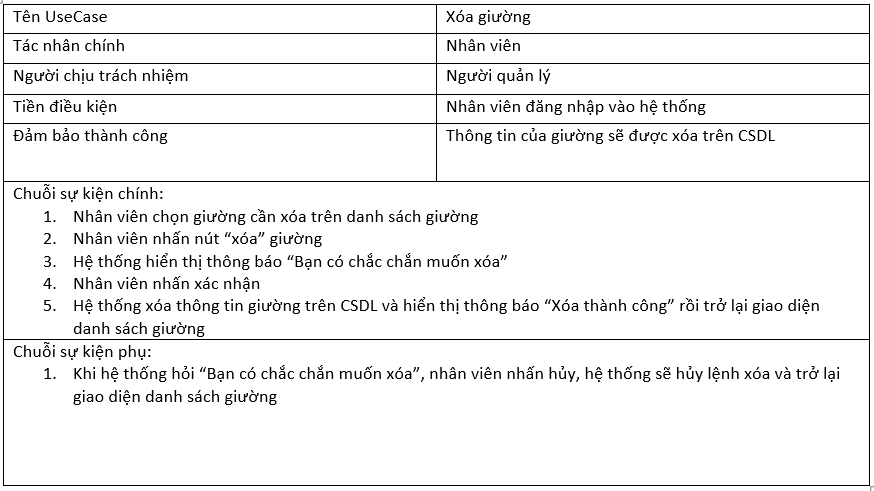 Tên UseCase
Xóa giường
Tác nhân chính
Nhân viên
Người chịu trách nhiệm
Người quản lý
Tiền điều kiện
Nhân viên đăng nhập vào hệ thống
Đảm bảo thành công
Thông tin của giường sẽ được xóa trên CSDL
Chuỗi sự kiện chính:
1. Nhân viên chọn giường cần xóa trên danh sách giường
2. Nhân viên nhấn nút “xóa” giường
3. Hệ thống hiển thị thông báo “Bạn có chắc chắn muốn xóa”
4. Nhân viên nhấn xác nhận
5. Hệ thống xóa thông tin giường trên CSDL và hiển thị thông báo “Xóa thành công” rồi trở lại giao diện
danh sách giường
Chuỗi sự kiện phụ:
1. Khi hệ thống hỏi “Bạn có chắc chắn muốn xóa”, nhân viên nhấn hủy, hệ thống sẽ hủy lệnh xóa và trở lại
giao diện danh sách giường